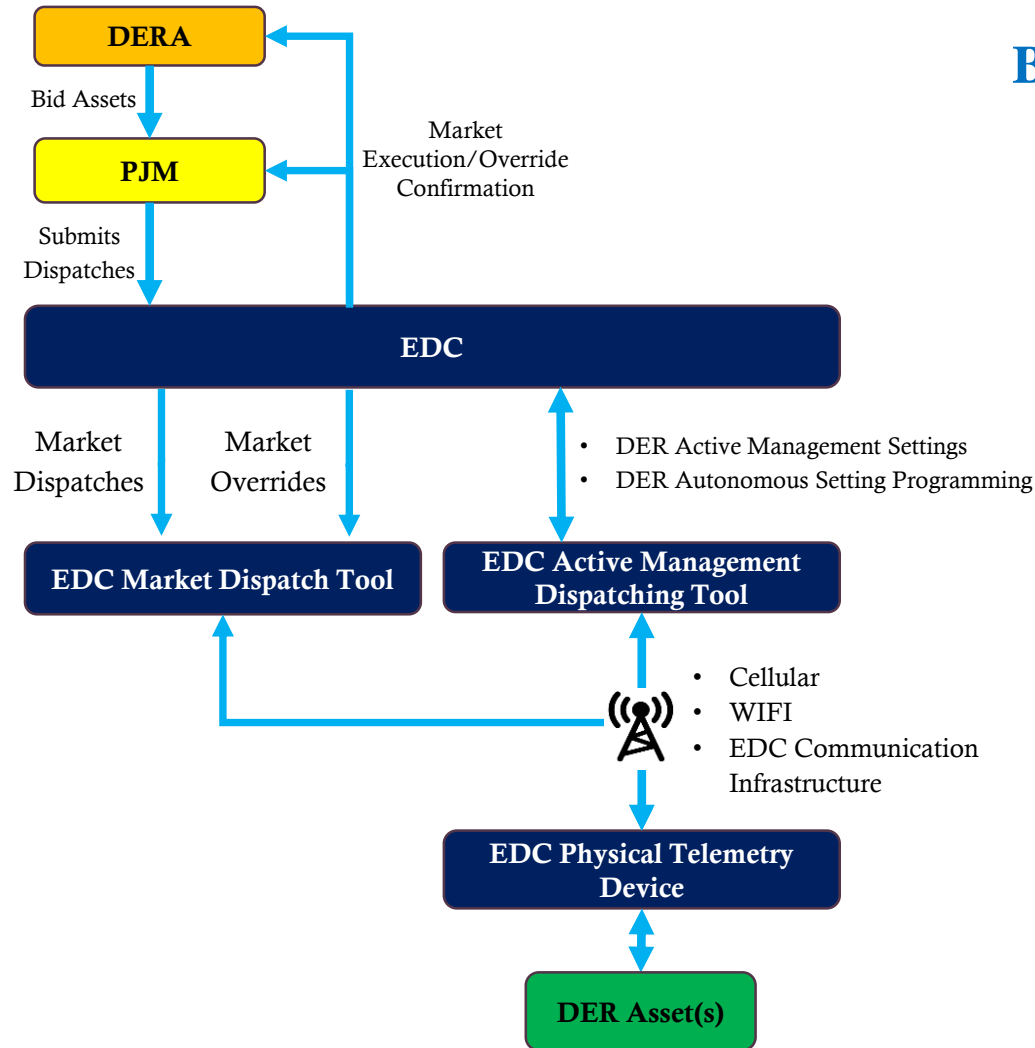 DERA
B
Bid Assets
Market
Execution/Override
Confirmation
PJM
Submits
Dispatches
EDC
Market
Dispatches
Market
Overrides
• DER Active Management Settings
• DER Autonomous Setting Programming
EDC Market Dispatch Tool
EDC Active Management
Dispatching Tool
• Cellular
• WIFI
• EDC Communication
Infrastructure
EDC Physical Telemetry
Device
DER Asset(s)